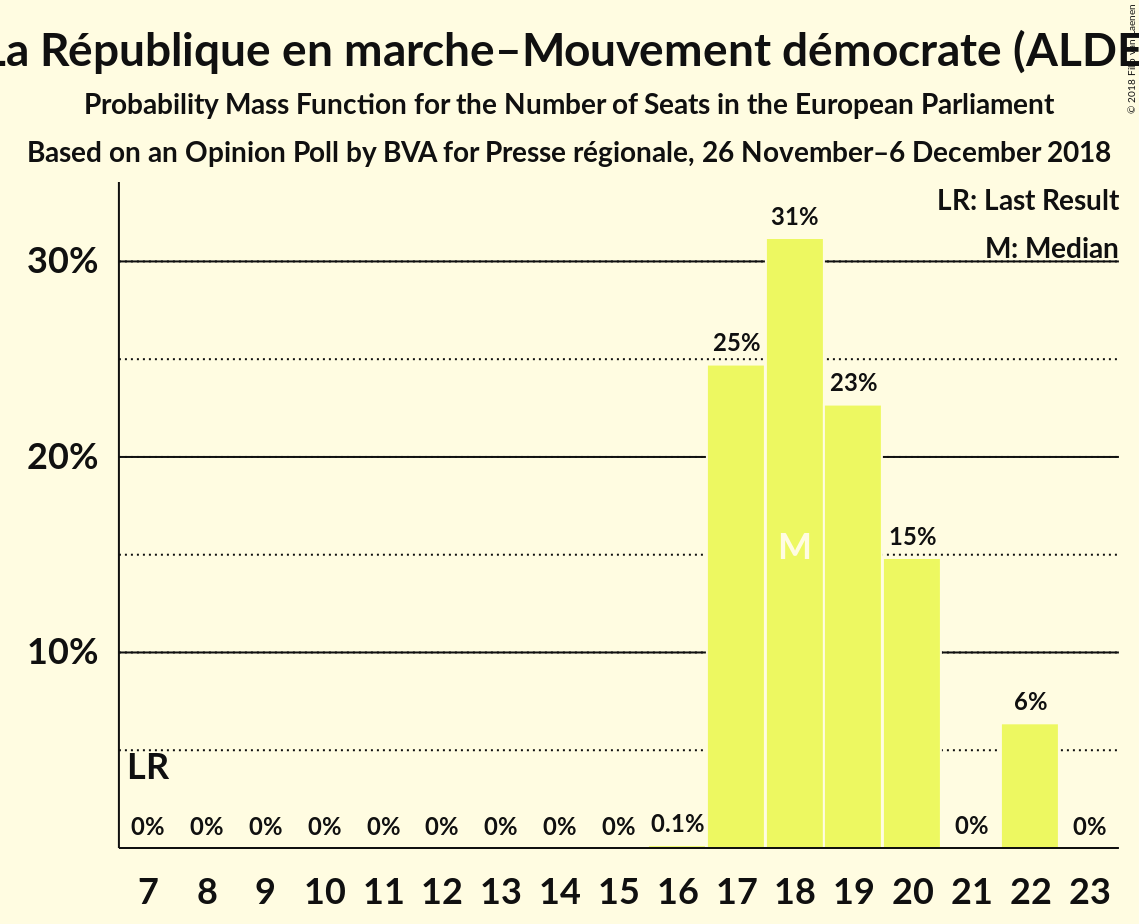 La République en marche–Mouvement démocrate (ALDE
© 2018 Filip
Probability Mass Function for the Number of Seats in the European Parliament
Based on an Opinion Poll by BVA for Presse régionale, 26 November–6 December 2018
LR: Last Result
M: Median
30%
20%
10%
31%
25%
23%
M
15%
6%
LR
0% 0% 0% 0% 0% 0% 0% 0% 0% 0.1% 0% 0%
7 8 9 10 11 12 13 14 15 16 17 18 19 20 21 22 23